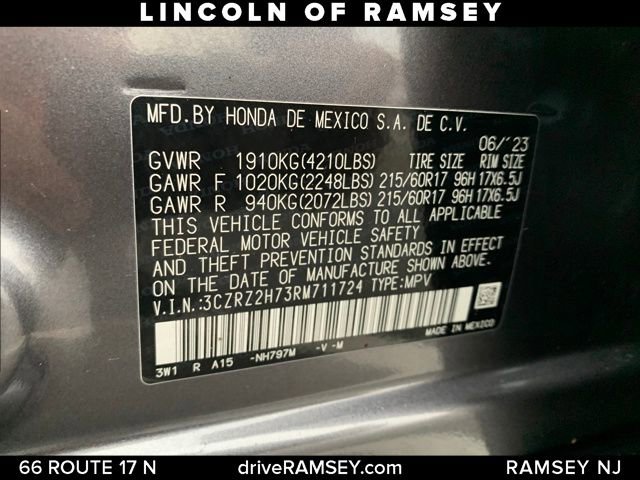 LINCOLN OF RAMSEY
MFD.BY HONDA DE MEXICO S.A. DE C.V.
06/'23
GVWR 1910KG(4210LBS) TIRE SIZE RIM SIZE
GAWR F 1020KG(2248LBS) 215/60R17 96H 17X6.5J
GAWR R 940KG(2072LBS) 215/60R17 96H 17X6.5J
THIS VEHICLE CONFORMS TO ALL APPLICABLE
FEDERAL MOTOR VEHICLE SAFETY
AND THEFT PREVENTION STANDARDS IN EFFECT
ON THE DATE OF MANUFACTURE SHOWN ABOVE.
V.I.N.:3CZRZ2H73RM711724 TYPE:MPV
MADE IN MEXICO
3W1 R A15 -NH797M -V -M
66 ROUTE 17 N driveRAMSEY.com RAMSEY NJ